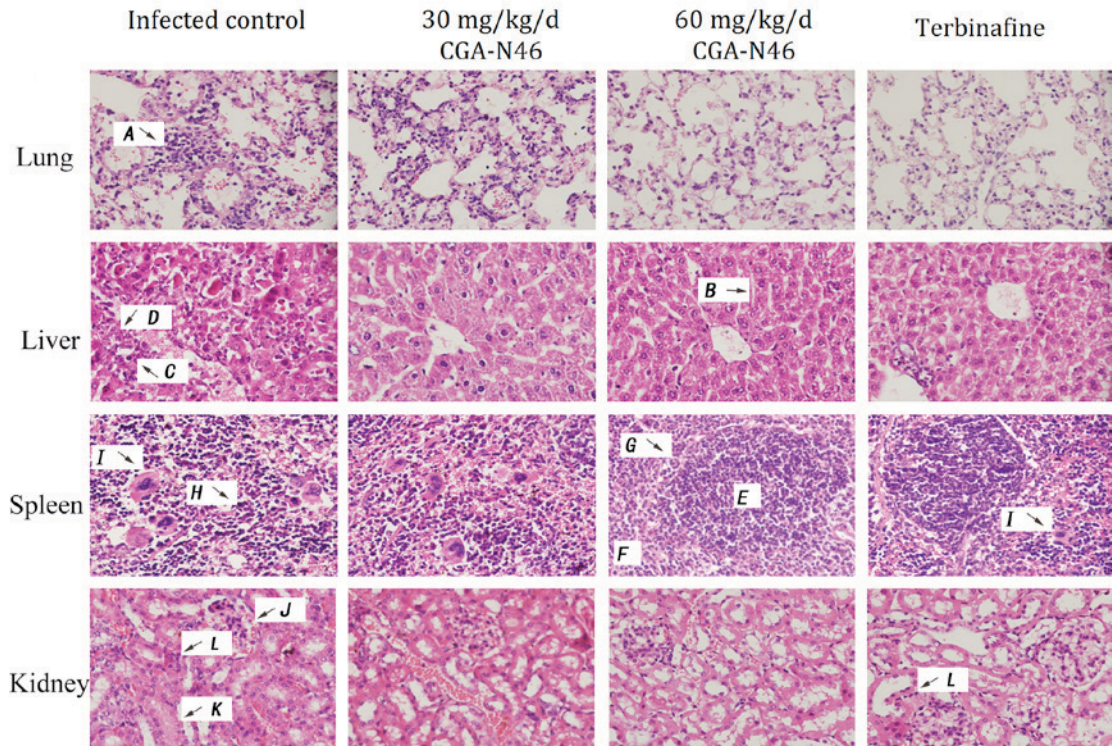 Infected control
30 mg/kg/d
CGA-N46
60 mg/kg/d
CGA-N46
Terbinafine
Lung
A
Liver
D
C
B
Spleen
I
H
G
E
F
I
Kidney
J
L
K
L